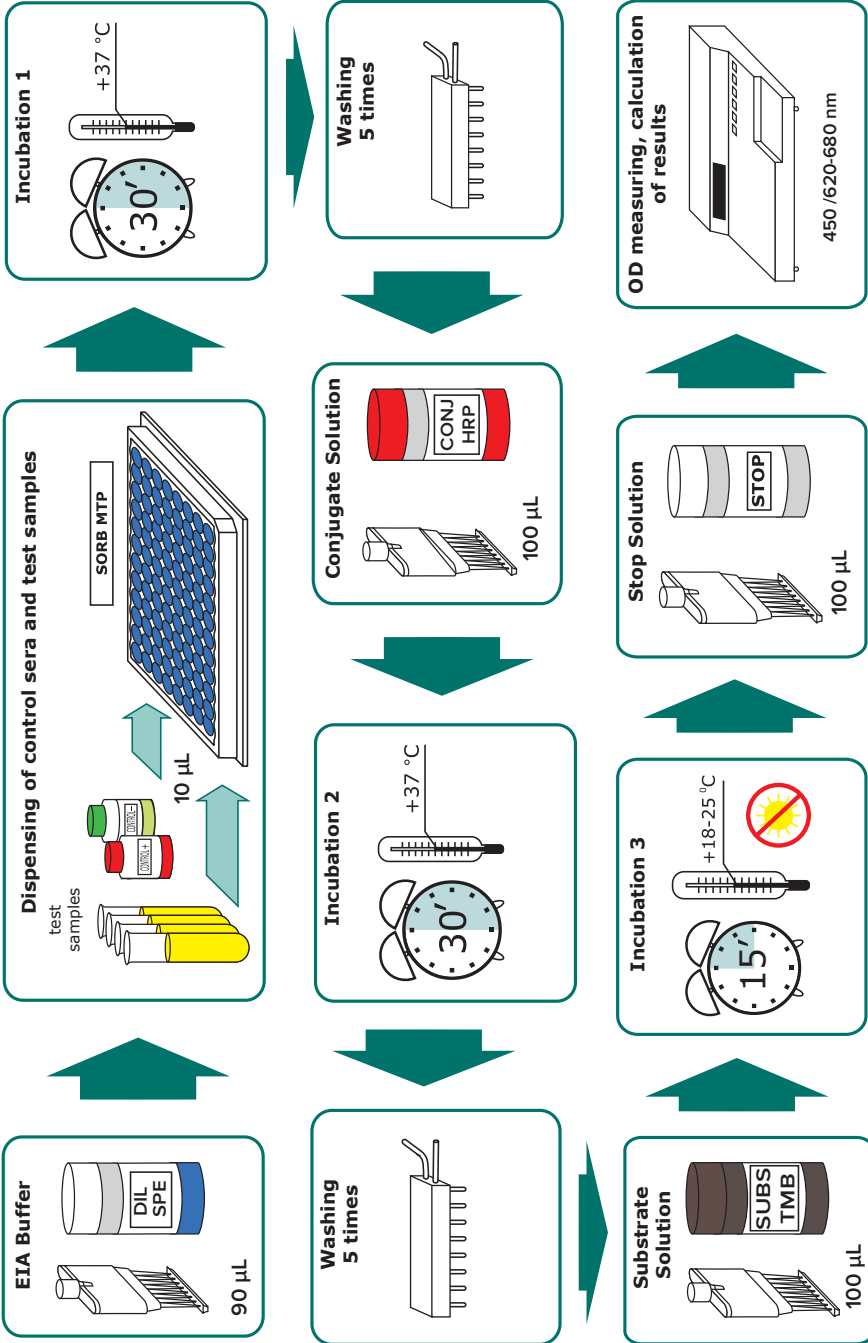 EIA Buffer
DIL
SPE
90 µL
Dispensing of control sera and test samples
test
samples
CONTROL+
CONTROL–
10 µL
SORB MTP
Incubation 1
30′
+37 °C
Washing
5 times
Conjugate Solution
CONJ
HRP
100 µL
Incubation 2
30′
+37 °C
Washing
5 times
Substrate
Solution
SUBS
TMB
100 µL
Incubation 3
15′
+18-25 °C
Stop Solution
STOP
100 µL
OD measuring, calculation
of results
450 /620-680 nm